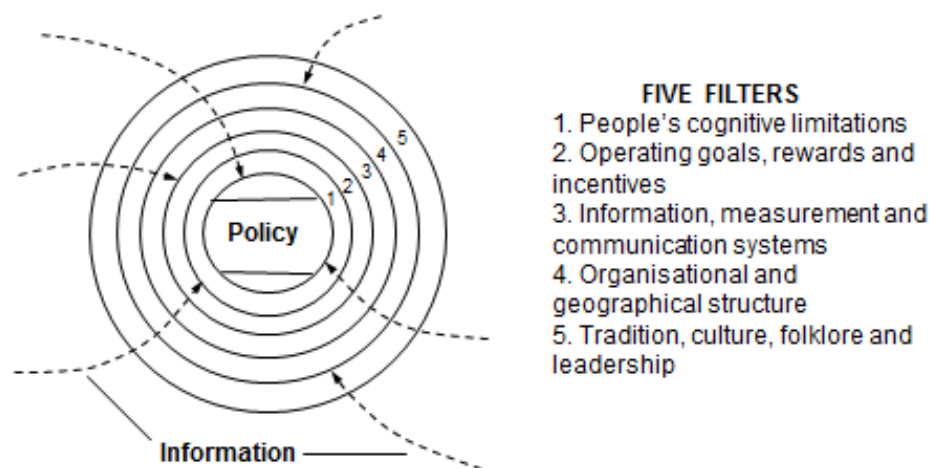 FIVE FILTERS
1. People's cognitive limitations
2. Operating goals, rewards and
incentives
3. Information, measurement and
communication systems
4. Organisational and
geographical structure
5. Tradition, culture, folklore and
leadership
5
4
3
2
1
Policy
Information